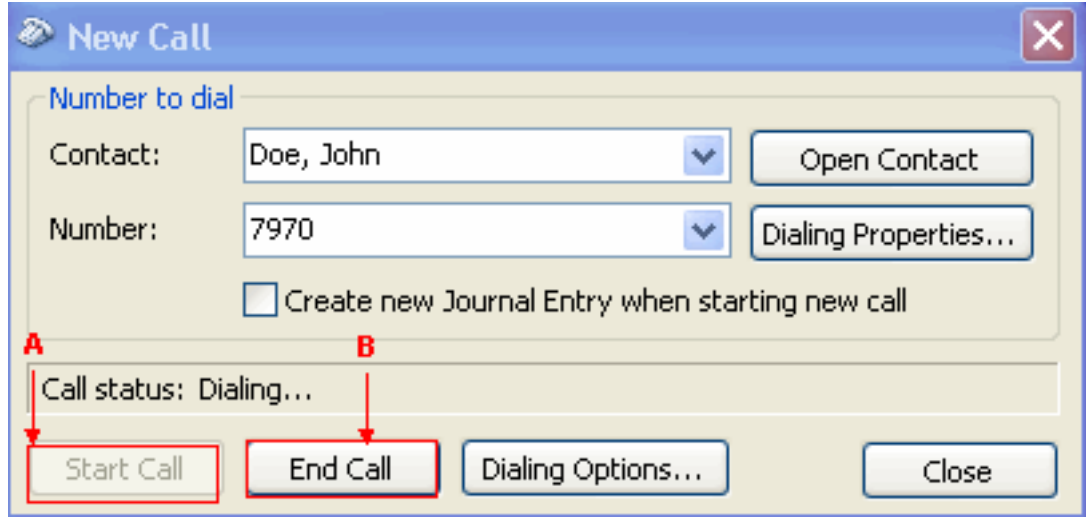 New Call
Number to dial
Contact: Doe, John Open Contact
Number: 7970 Dialing Properties...
Create new Journal Entry when starting new call
A B
Call status: Dialing...
Start Call End Call Dialing Options... Close